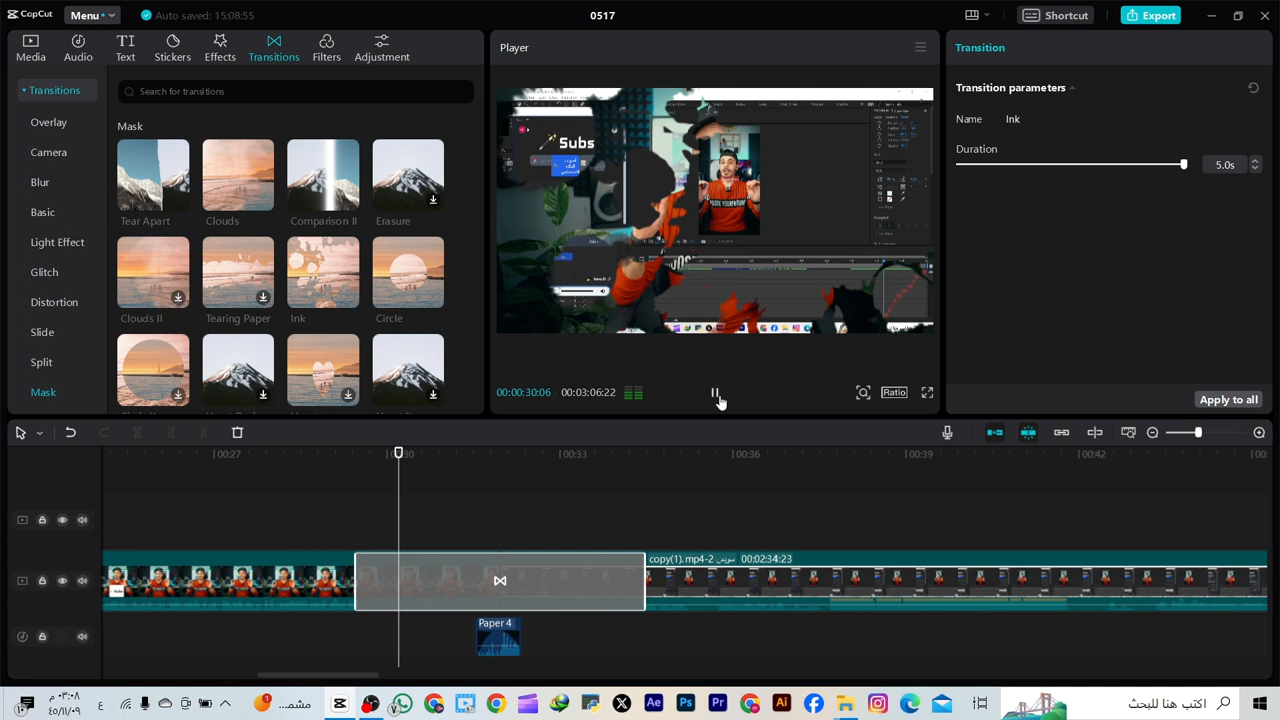 CapCut
Menu
Auto saved: 15:08:55
0517
Shortcut
Export
Media
Audio
Text
Stickers
Effects
Transitions
Filters
Adjustment
Transitions
Overlay
Camera
Blur
Basic
Light Effect
Glitch
Distortion
Slide
Split
Mask
Search for transitions
Mask
Tear Apart
Clouds
Comparison II
Erasure
Clouds II
Tearing Paper
Ink
Circle
Player
Subs
00:00:30:06
00:03:06:22
Ratio
Transition
Transition parameters
Name
Ink
Duration
5.0s
Apply to all
00:27
00:30
00:33
00:36
00:39
00:42
copy(1).mp4-2 سويس 00:02:34:23
Paper 4
اكتب هنا للبحث